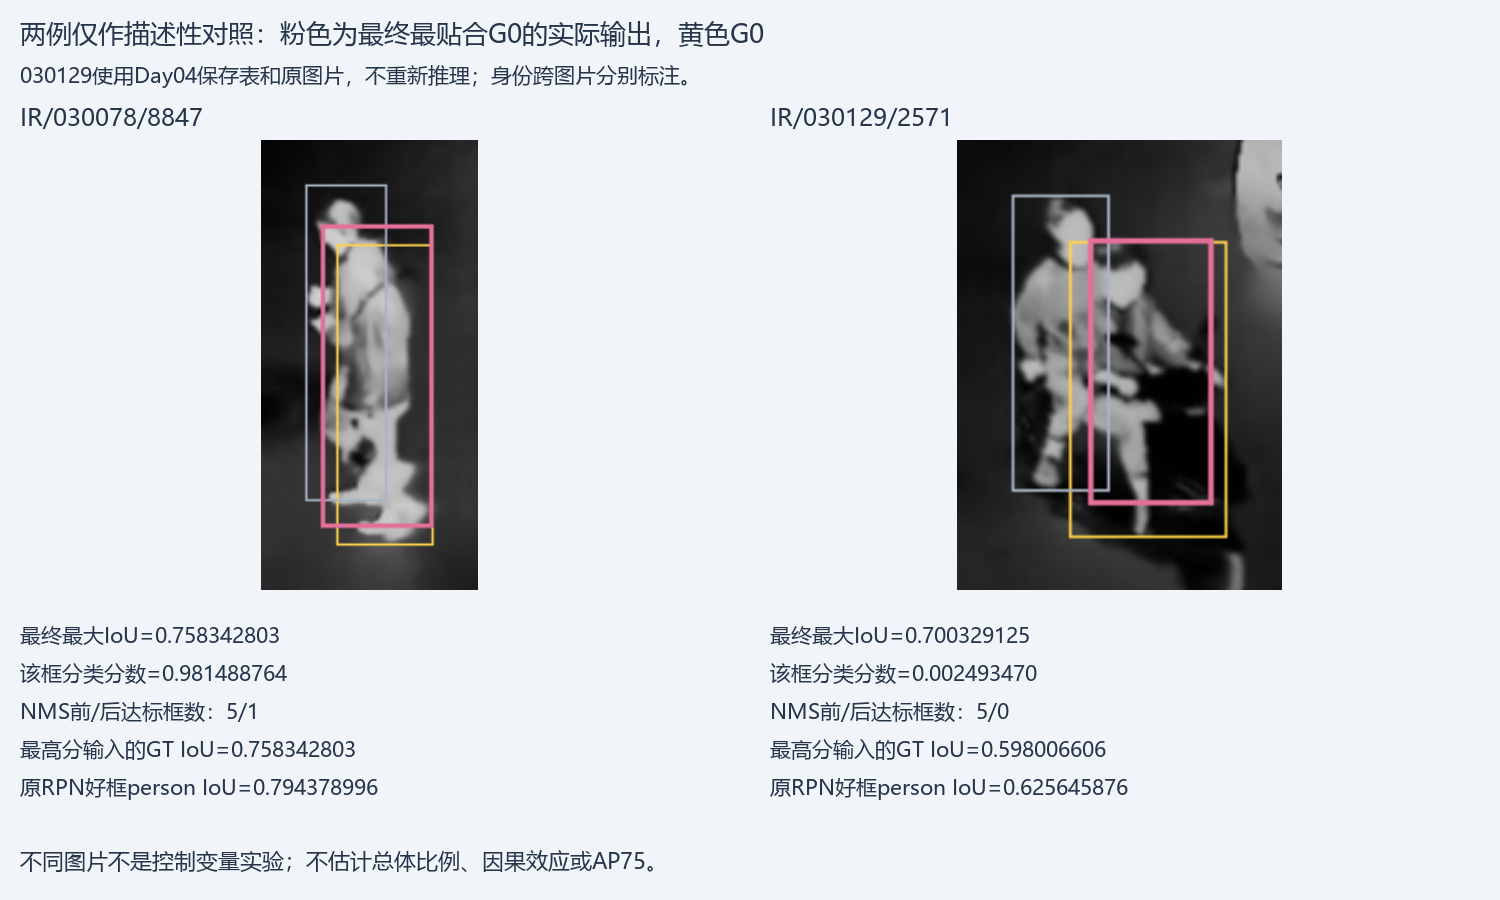 两例仅作描述性对照：粉色为最终最贴合G0的实际输出，黄色G0
030129使用Day04保存表和原图片，不重新推理；身份跨图片分别标注。
IR/030078/8847
最终最大IoU=0.758342803
该框分类分数=0.981488764
NMS前/后达标框数：5/1
最高分输入的GT IoU=0.758342803
原RPN好框person IoU=0.794378996
IR/030129/2571
最终最大IoU=0.700329125
该框分类分数=0.002493470
NMS前/后达标框数：5/0
最高分输入的GT IoU=0.598006606
原RPN好框person IoU=0.625645876
不同图片不是控制变量实验；不估计总体比例、因果效应或AP75。